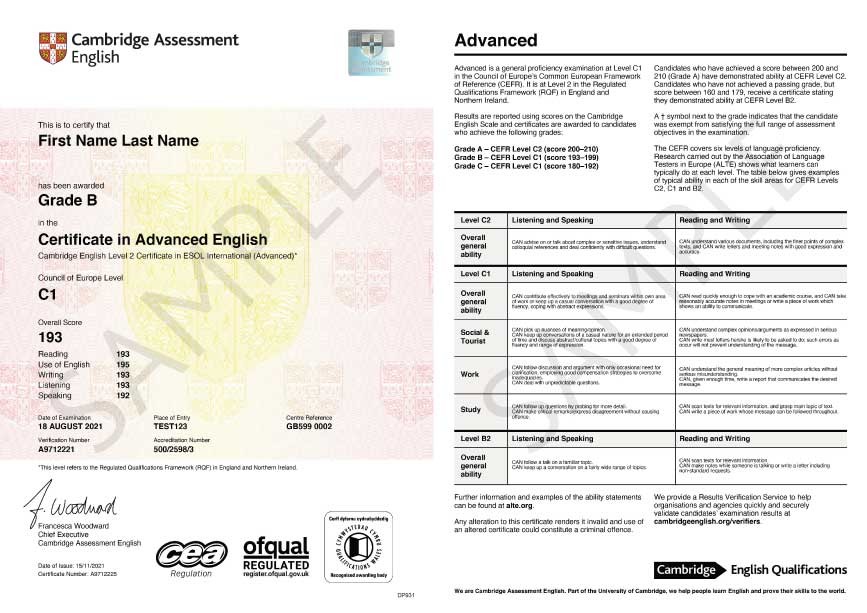 Cambridge Assessment
English
Cambridge
Assessment
This is to certify that
First Name Last Name
has been awarded
Grade B
in the
Certificate in Advanced English
Cambridge English Level 2 Certificate in ESOL International (Advanced)*
Council of Europe Level
C1
Overall Score
193
Reading 193
Use of English 195
Writing 193
Listening 193
Speaking 192
Date of Examination Place of Entry Centre Reference
18 AUGUST 2021 TEST123 GB599 0002
Verification Number Accreditation Number
A9712221 500/2598/3
*This level refers to the Regulated Qualifications Framework (RQF) in England and Northern Ireland.
F. Woodward
Francesca Woodward
Chief Executive
Cambridge Assessment English
Date of Issue: 15/11/2021
Certificate Number: A9712225
cea
Regulation
ofqual
REGULATED
register.ofqual.gov.uk
Corff dyfarnu cydnabyddedig
CYMWYSTERAU CYMRU
QUALIFICATIONS WALES
Recognised awarding body
DP931
SAMPLE
Advanced
Advanced is a general proficiency examination at Level C1
in the Council of Europe's Common European Framework
of Reference (CEFR). It is at Level 2 in the Regulated
Qualifications Framework (RQF) in England and
Northern Ireland.
Results are reported using scores on the Cambridge
English Scale and certificates are awarded to candidates
who achieve the following grades:
Grade A – CEFR Level C2 (score 200–210)
Grade B – CEFR Level C1 (score 193–199)
Grade C – CEFR Level C1 (score 180–192)
Candidates who have achieved a score between 200 and
210 (Grade A) have demonstrated ability at CEFR Level C2.
Candidates who have not achieved a passing grade, but
score between 160 and 179, receive a certificate stating
they demonstrated ability at CEFR Level B2.
A † symbol next to the grade indicates that the candidate
was exempt from satisfying the full range of assessment
objectives in the examination.
The CEFR covers six levels of language proficiency.
Research carried out by the Association of Language
Testers in Europe (ALTE) shows what learners can
typically do at each level. The table below gives examples
of typical ability in each of the skill areas for CEFR Levels
C2, C1 and B2.
Level C2 Listening and Speaking Reading and Writing
Overall
general
ability
CAN advise on or talk about complex or sensitive issues, understand
colloquial references and deal confidently with difficult questions.
CAN understand various documents, including the finer points of complex
texts, and CAN write letters and meeting notes with good expression and
accuracy.
Level C1 Listening and Speaking Reading and Writing
Overall
general
ability
CAN contribute effectively to meetings and seminars within own area
of work or keep up a casual conversation with a good degree of
fluency, coping with abstract expressions.
CAN read quickly enough to cope with an academic course, and CAN take
reasonably accurate notes in meetings or write a piece of work which
shows an ability to communicate.
Social &
Tourist
CAN pick up nuances of meaning/opinion.
CAN keep up conversations of a casual nature for an extended period
of time and discuss abstract/cultural topics with a good degree of
fluency and range of expression.
CAN understand complex opinions/arguments as expressed in serious
newspapers.
CAN write most letters he/she is likely to be asked to do; such errors as
occur will not prevent understanding of the message.
Work
CAN follow discussion and argument with only occasional need for
clarification, employing good compensation strategies to overcome
inadequacies.
CAN deal with unpredictable questions.
CAN understand the general meaning of more complex articles without
serious misunderstanding.
CAN, given enough time, write a report that communicates the desired
message.
Study
CAN follow up questions by probing for more detail.
CAN make critical remarks/express disagreement without causing
offence.
CAN scan texts for relevant information, and grasp main topic of text.
CAN write a piece of work whose message can be followed throughout.
Level B2 Listening and Speaking Reading and Writing
Overall
general
ability
CAN follow a talk on a familiar topic.
CAN keep up a conversation on a fairly wide range of topics.
CAN scan texts for relevant information.
CAN make notes while someone is talking or write a letter including
non-standard requests.
Further information and examples of the ability statements
can be found at alte.org.
Any alteration to this certificate renders it invalid and use of
an altered certificate could constitute a criminal offence.
We provide a Results Verification Service to help
organisations and agencies quickly and securely
validate candidates' examination results at
cambridgeenglish.org/verifiers.
Cambridge English Qualifications
We are Cambridge Assessment English. Part of the University of Cambridge, we help people learn English and prove their skills to the world.
SAMPLE